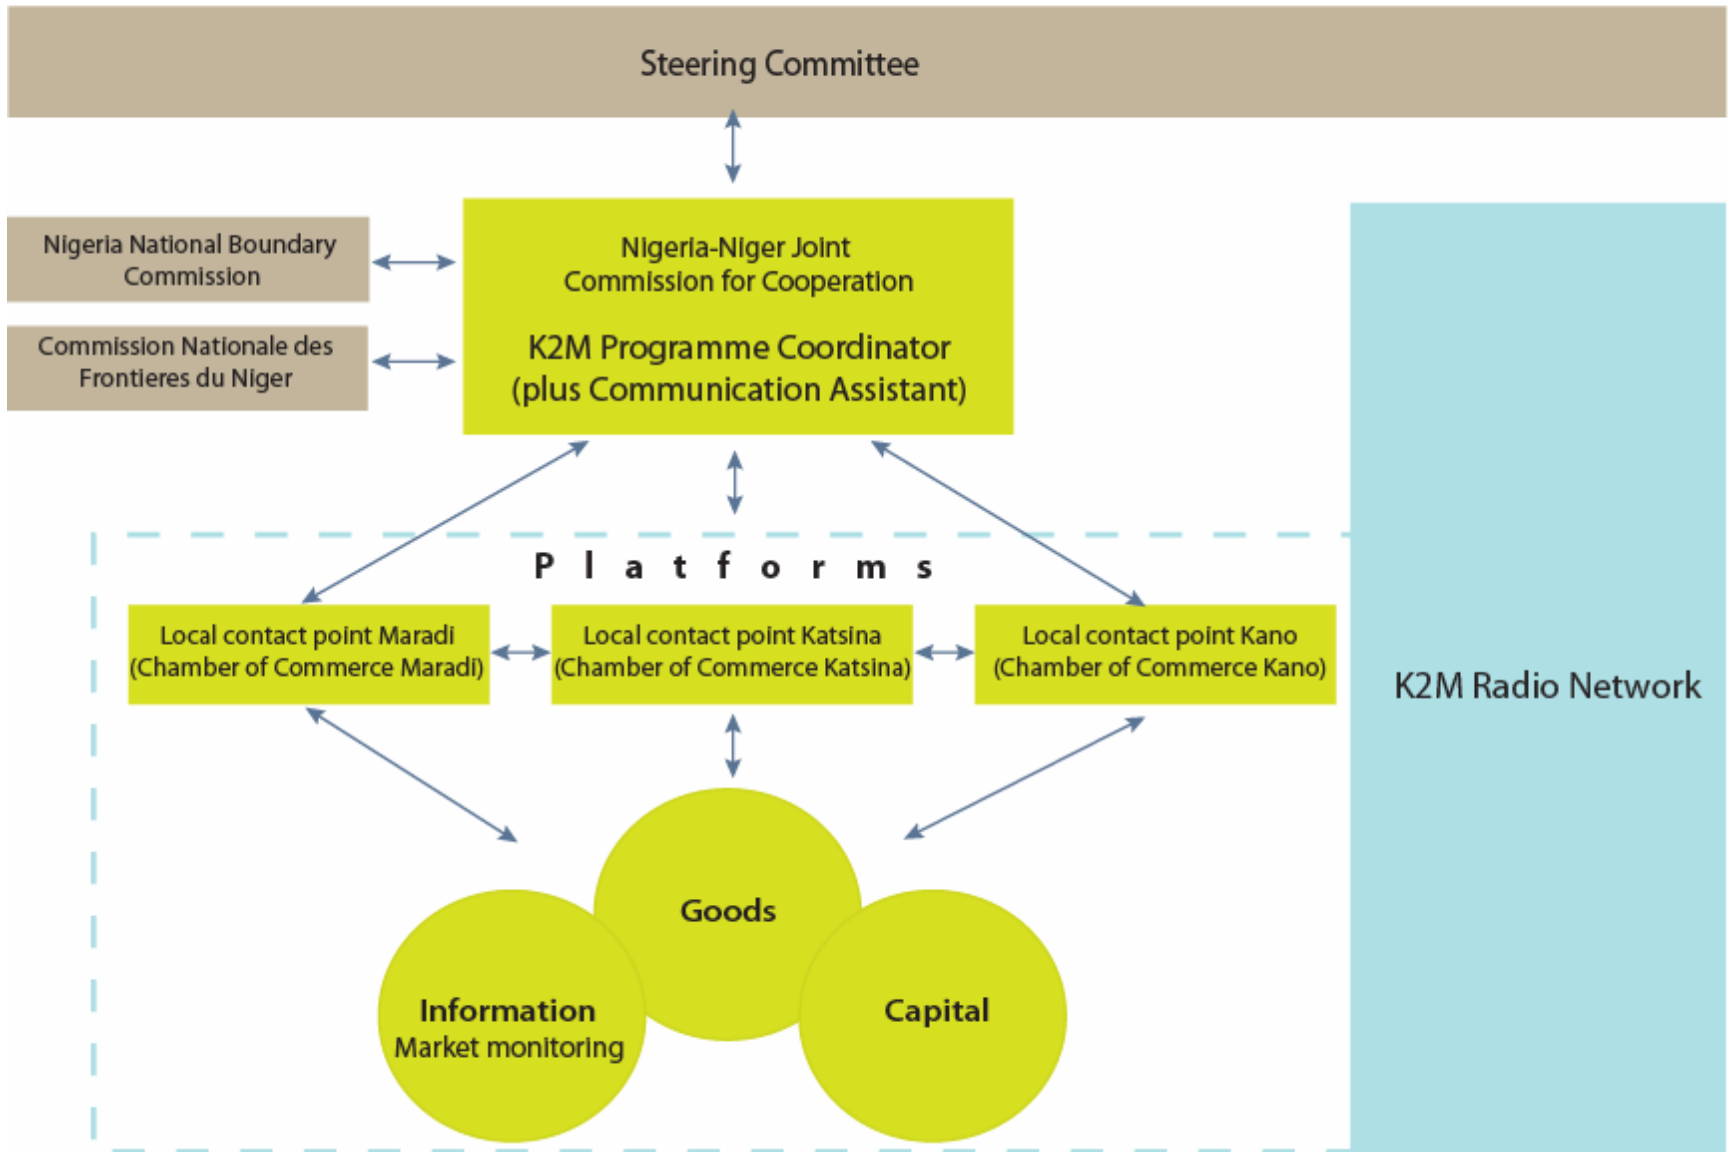 Steering Committee
Nigeria National Boundary
Commission
Commission Nationale des
Frontieres du Niger
Nigeria-Niger Joint
Commission for Cooperation
K2M Programme Coordinator
(plus Communication Assistant)
Platforms
Local contact point Maradi
(Chamber of Commerce Maradi)
Local contact point Katsina
(Chamber of Commerce Katsina)
Local contact point Kano
(Chamber of Commerce Kano)
K2M Radio Network
Goods
Information
Market monitoring
Capital